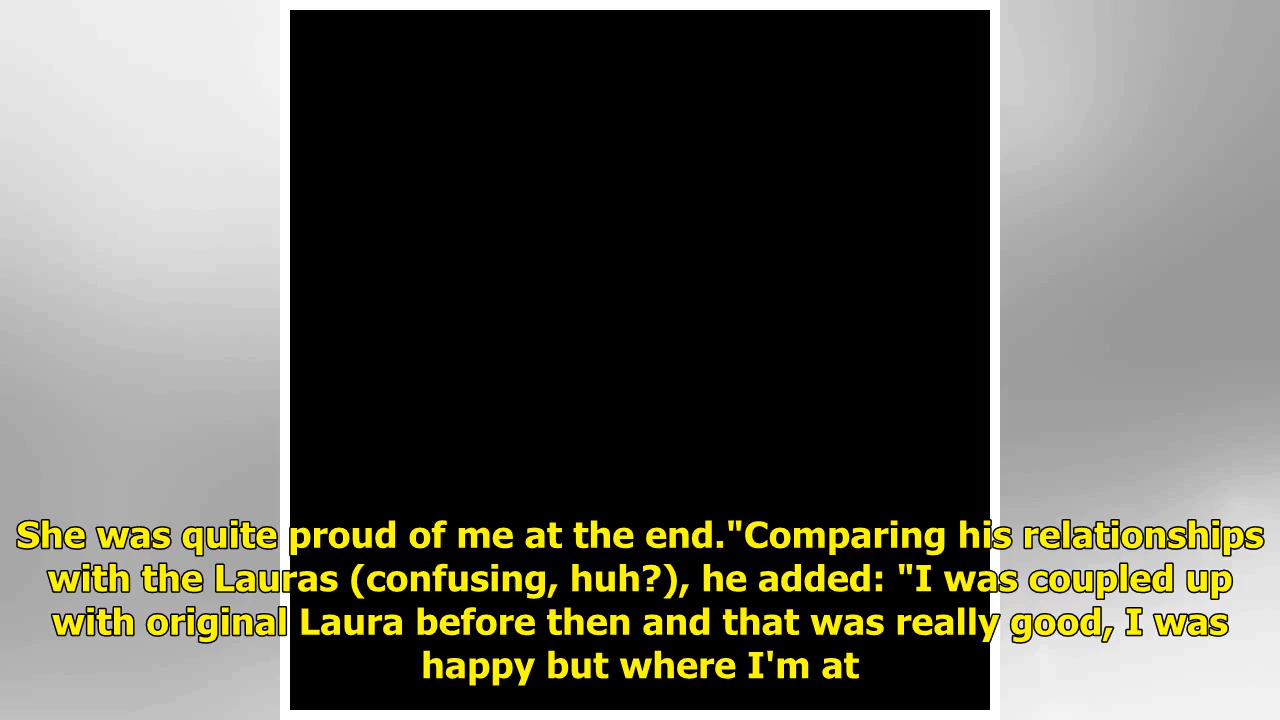 She was quite proud of me at the end."Comparing his relationships
with the Lauras (confusing, huh?), he added: "I was coupled up
with original Laura before then and that was really good, I was
happy but where I'm at